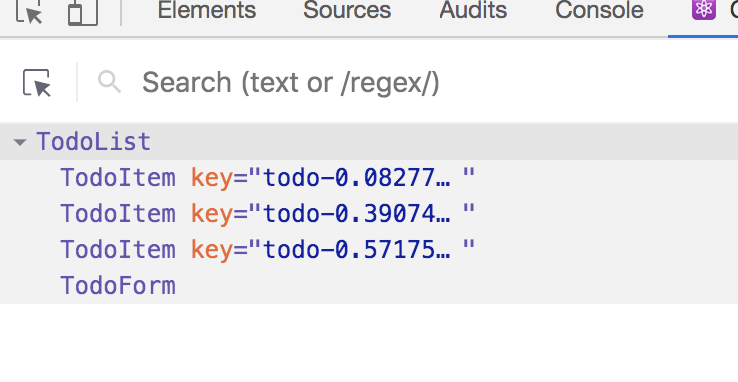 Elements Sources Audits Console
Search (text or /regex/)
TodoList
TodoItem key="todo-0.08277… "
TodoItem key="todo-0.39074… "
TodoItem key="todo-0.57175… "
TodoForm